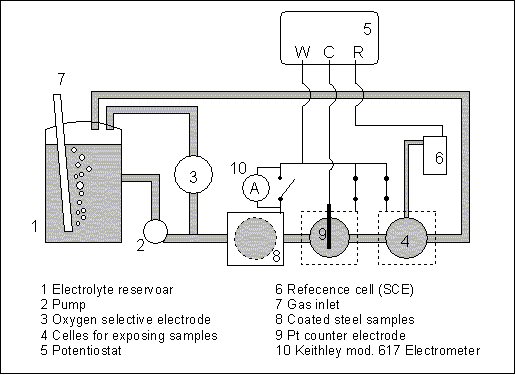 5
W C R
7
10
A
3
6
1
2
8
9
4
1 Electrolyte reservoar
2 Pump
3 Oxygen selective electrode
4 Celles for exposing samples
5 Potentiostat
6 Refecence cell (SCE)
7 Gas inlet
8 Coated steel samples
9 Pt counter electrode
10 Keithley mod. 617 Electrometer